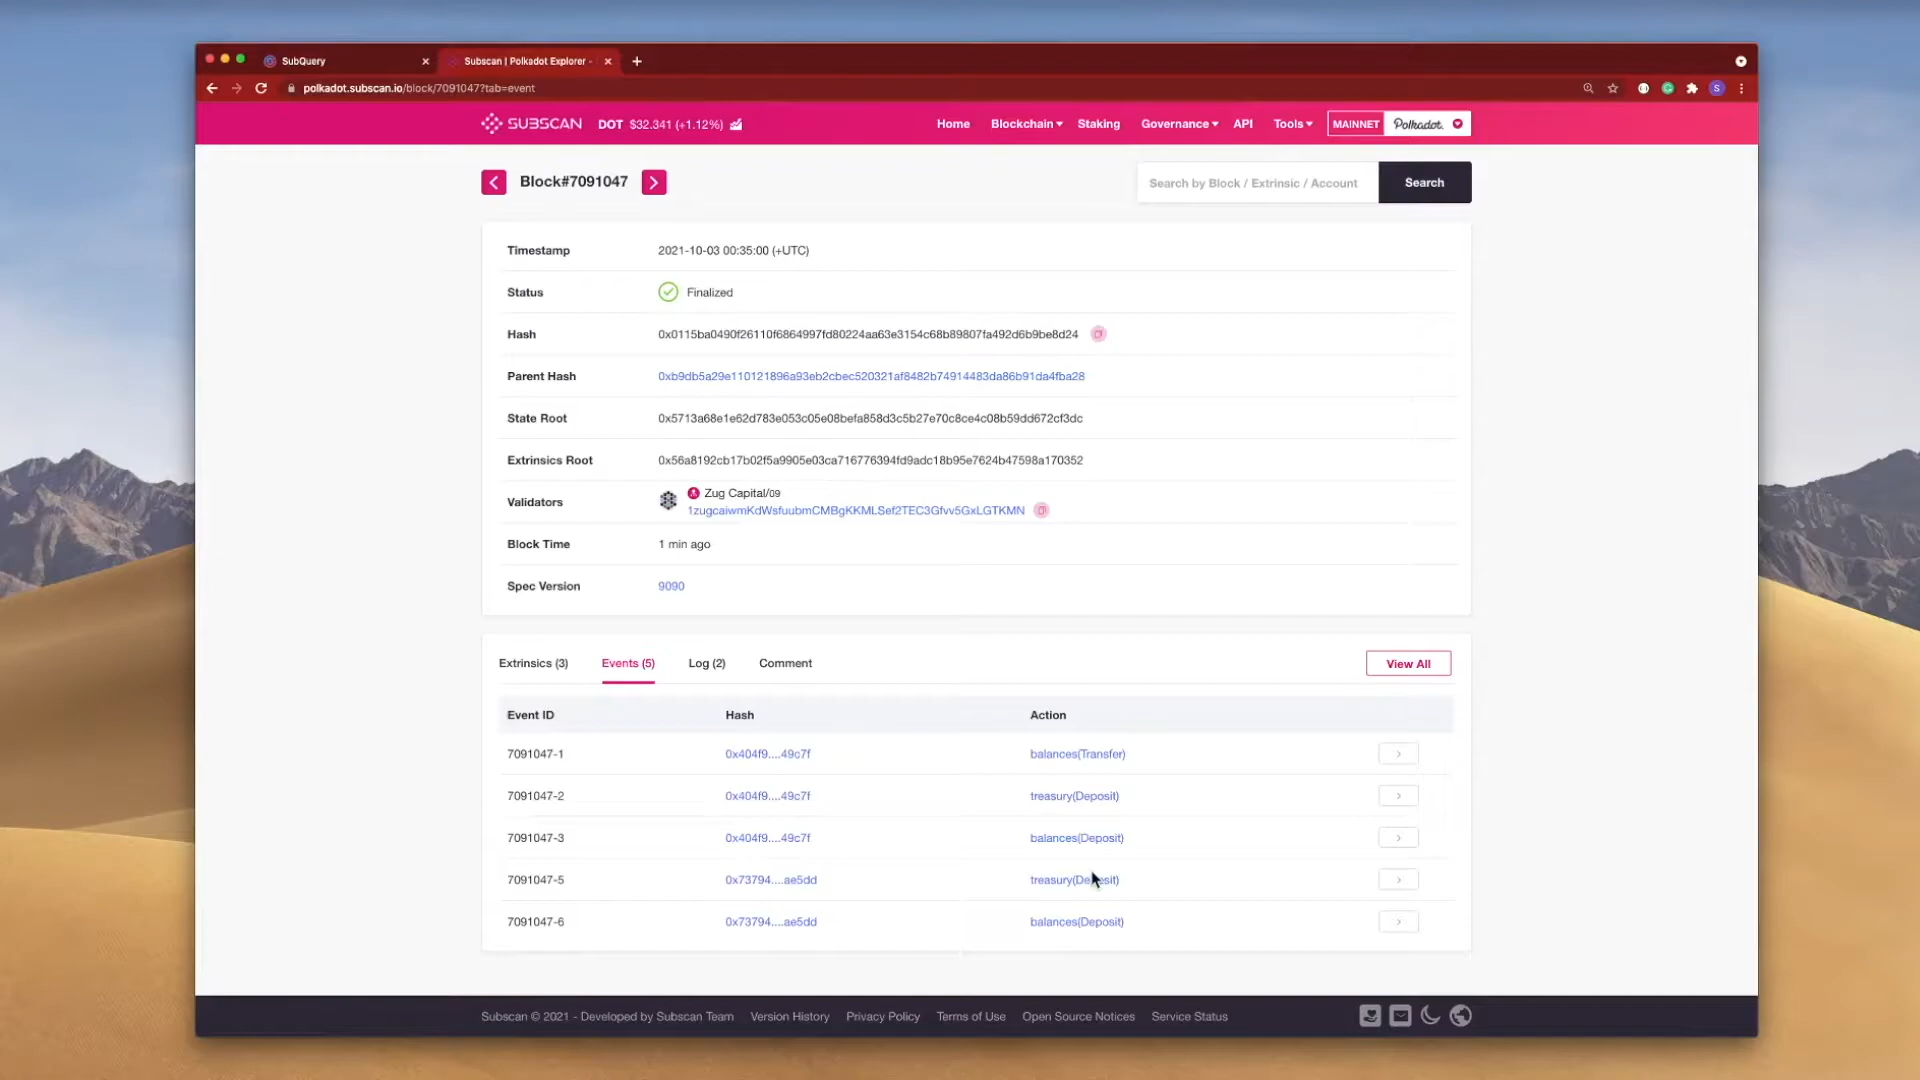 SubQuery
Subscan | Polkadot Explorer -
polkadot.subscan.io/block/7091047?tab=event
S
SUBSCAN DOT $32.341 (+1.12%) Home Blockchain Staking Governance API Tools MAINNET Polkadot.
Block#7091047 Search by Block / Extrinsic / Account Search
Timestamp 2021-10-03 00:35:00 (+UTC)
Status Finalized
Hash 0x0115ba0490f26110f6864997fd80224aa63e3154c68b89807fa492d6b9be8d24
Parent Hash 0xb9db5a29e110121896a93eb2cbec520321af8482b74914483da86b91da4fba28
State Root 0x5713a68e1e62d783e053c05e08befa858d3c5b27e70c8ce4c08b59dd672cf3dc
Extrinsics Root 0x56a8192cb17b02f5a9905e03ca716776394fd9adc18b95e7624b47598a170352
Validators Zug Capital/09
1zugcaiwmKdWsfuubmCMBgKKMLSef2TEC3Gfvv5GxLGTKMN
Block Time 1 min ago
Spec Version 9090
Extrinsics (3) Events (5) Log (2) Comment View All
Event ID Hash Action
7091047-1 0x404f9....49c7f balances(Transfer)
7091047-2 0x404f9....49c7f treasury(Deposit)
7091047-3 0x404f9....49c7f balances(Deposit)
7091047-5 0x73794....ae5dd treasury(Deposit)
7091047-6 0x73794....ae5dd balances(Deposit)
Subscan © 2021 - Developed by Subscan Team Version History Privacy Policy Terms of Use Open Source Notices Service Status